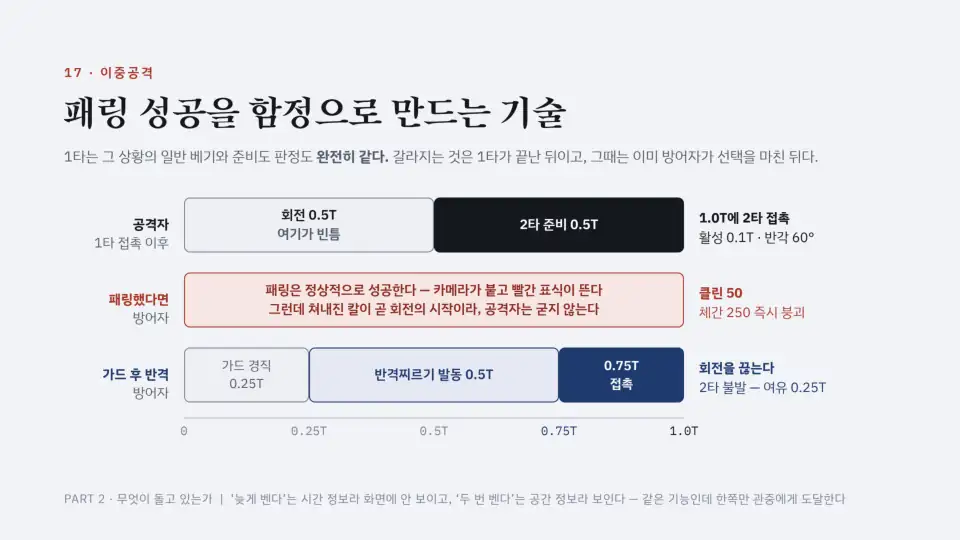 17 · 이중공격
패링 성공을 함정으로 만드는 기술
1타는 그 상황의 일반 베기와 준비도 판정도 완전히 같다. 갈라지는 것은 1타가 끝난 뒤이고, 그때는 이미 방어자가 선택을 마친 뒤다.
공격자
1타 접촉 이후
회전 0.5T
여기가 빈틈
2타 준비 0.5T
1.0T에 2타 접촉
활성 0.1T · 반각 60°
패링했다면
방어자
패링은 정상적으로 성공한다 — 카메라가 붙고 빨간 표식이 뜬다
그런데 쳐내진 칼이 곧 회전의 시작이라, 공격자는 굳지 않는다
클린 50
체간 250 즉시 붕괴
가드 후 반격
방어자
가드 경직
0.25T
반격찌르기 발동 0.5T
0.75T
접촉
회전을 끊는다
2타 불발 — 여유 0.25T
0 0.25T 0.5T 0.75T 1.0T
PART 2 · 무엇이 돌고 있는가 | '늦게 벤다'는 시간 정보라 화면에 안 보이고, '두 번 벤다'는 공간 정보라 보인다 — 같은 기능인데 한쪽만 관중에게 도달한다